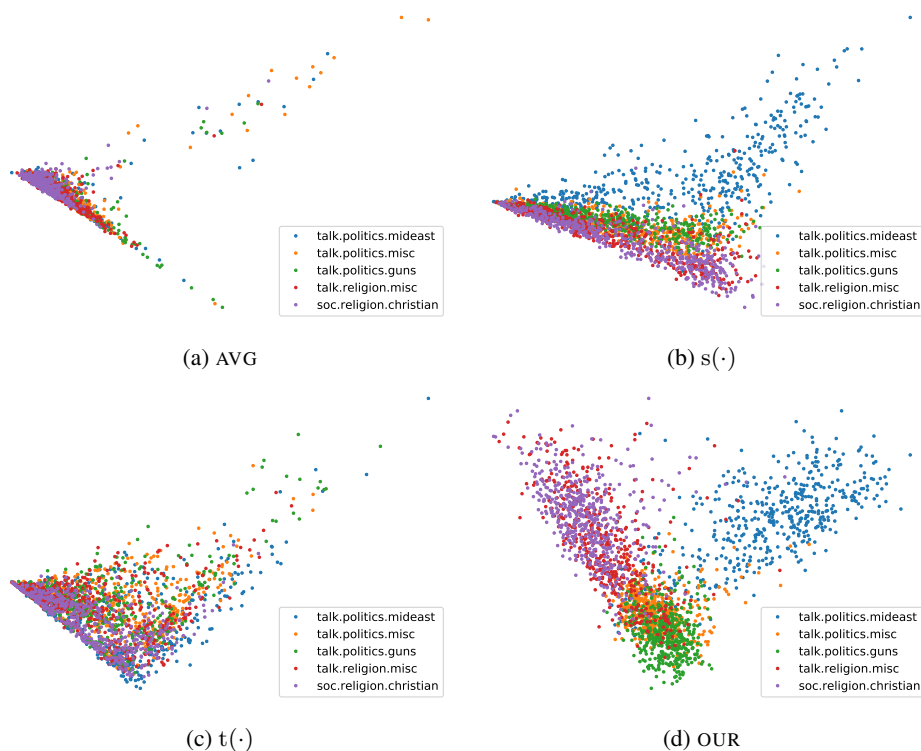 talk.politics.mideast
talk.politics.misc
talk.politics.guns
talk.religion.misc
soc.religion.christian
(a) AVG
talk.politics.mideast
talk.politics.misc
talk.politics.guns
talk.religion.misc
soc.religion.christian
(b) s(·)
talk.politics.mideast
talk.politics.misc
talk.politics.guns
talk.religion.misc
soc.religion.christian
(c) t(·)
talk.politics.mideast
talk.politics.misc
talk.politics.guns
talk.religion.misc
soc.religion.christian
(d) OUR